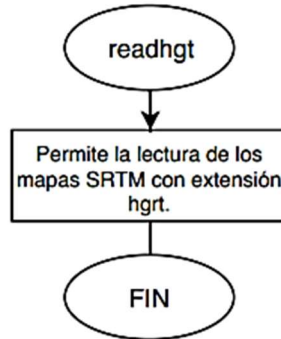 readhgt
Permite la lectura de los
mapas SRTM con extensión
hgrt.
FIN